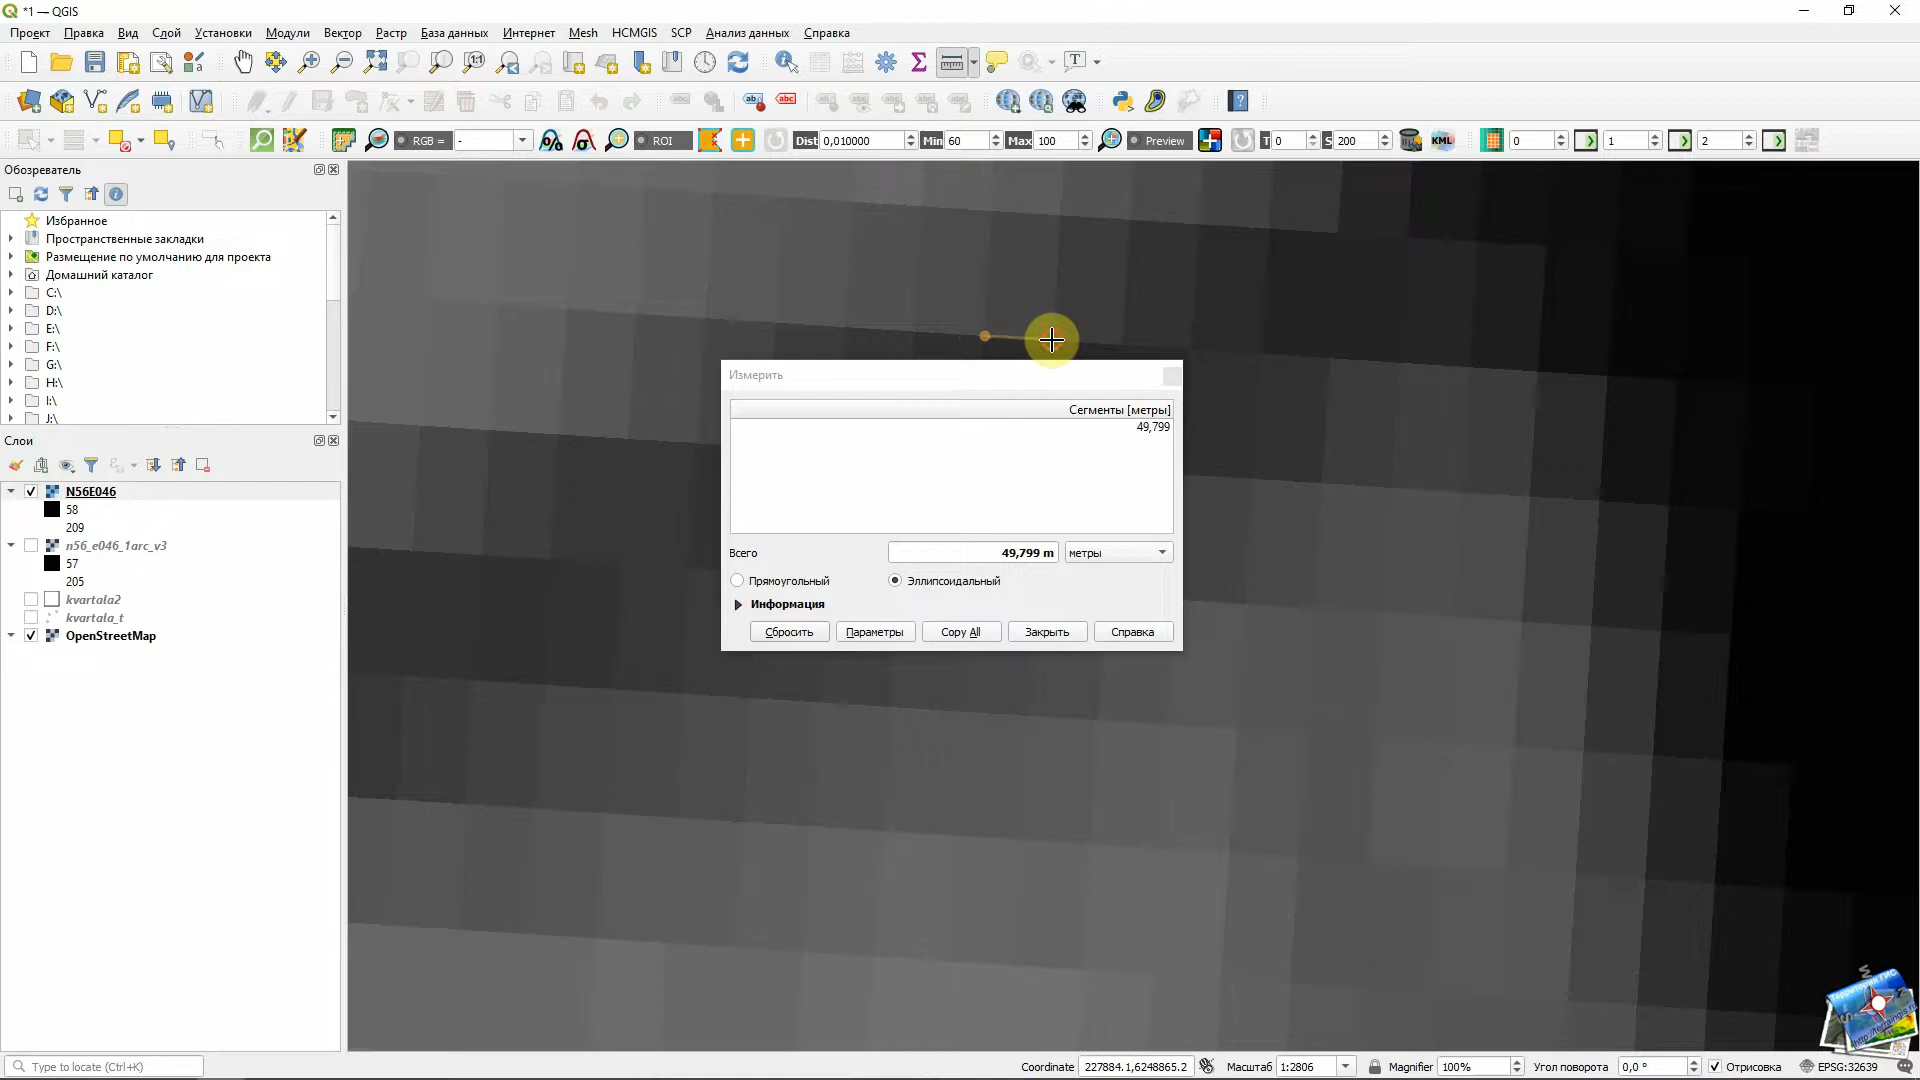 *1 — QGIS
Проект Правка Вид Слой Установки Модули Вектор Растр База данных Интернет Mesh HCMGIS SCP Анализ данных Справка
RGB = - ROI Dist 0,010000 Min 60 Max 100 Preview T 0 S 200 KML 0 1 2
Обозреватель
Избранное
Пространственные закладки
Размещение по умолчанию для проекта
Домашний каталог
C:\
D:\
E:\
F:\
G:\
H:\
I:\
J:\
Слои
N56E046
58
209
n56_e046_1arc_v3
57
205
kvartala2
kvartala_t
OpenStreetMap
Измерить
Сегменты [метры]
49,799
Всего 49,799 m метры
Прямоугольный Эллипсоидальный
Информация
Сбросить Параметры Copy All Закрыть Справка
Type to locate (Ctrl+K) Coordinate 227884.1,6248865.2 Масштаб 1:2806 Magnifier 100% Угол поворота 0,0 ° Отрисовка EPSG:32639